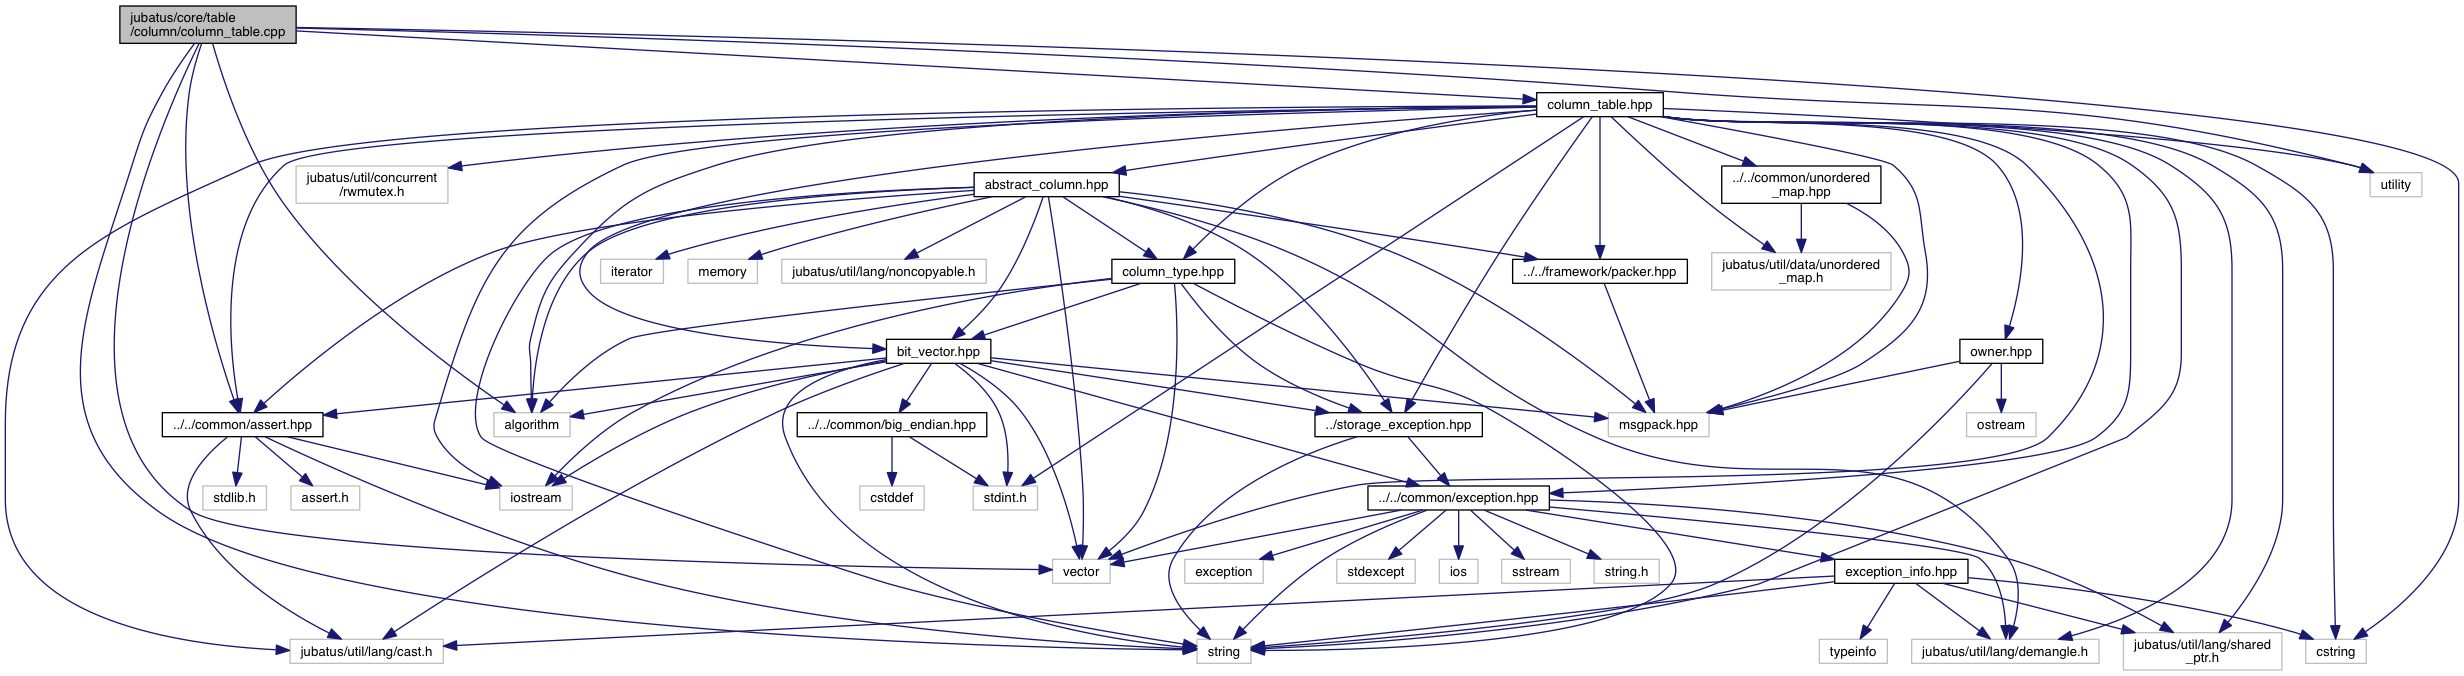 jubatus/core/table
/column/column_table.cpp
column_table.hpp
jubatus/util/concurrent
/rwmutex.h
abstract_column.hpp
../../common/unordered
_map.hpp
utility
iterator
memory
jubatus/util/lang/noncopyable.h
column_type.hpp
../../framework/packer.hpp
jubatus/util/data/unordered
_map.h
bit_vector.hpp
owner.hpp
../../common/assert.hpp
algorithm
../../common/big_endian.hpp
../storage_exception.hpp
msgpack.hpp
ostream
stdlib.h
assert.h
iostream
cstddef
stdint.h
../../common/exception.hpp
vector
exception
stdexcept
ios
sstream
string.h
exception_info.hpp
jubatus/util/lang/cast.h
string
typeinfo
jubatus/util/lang/demangle.h
jubatus/util/lang/shared
_ptr.h
cstring